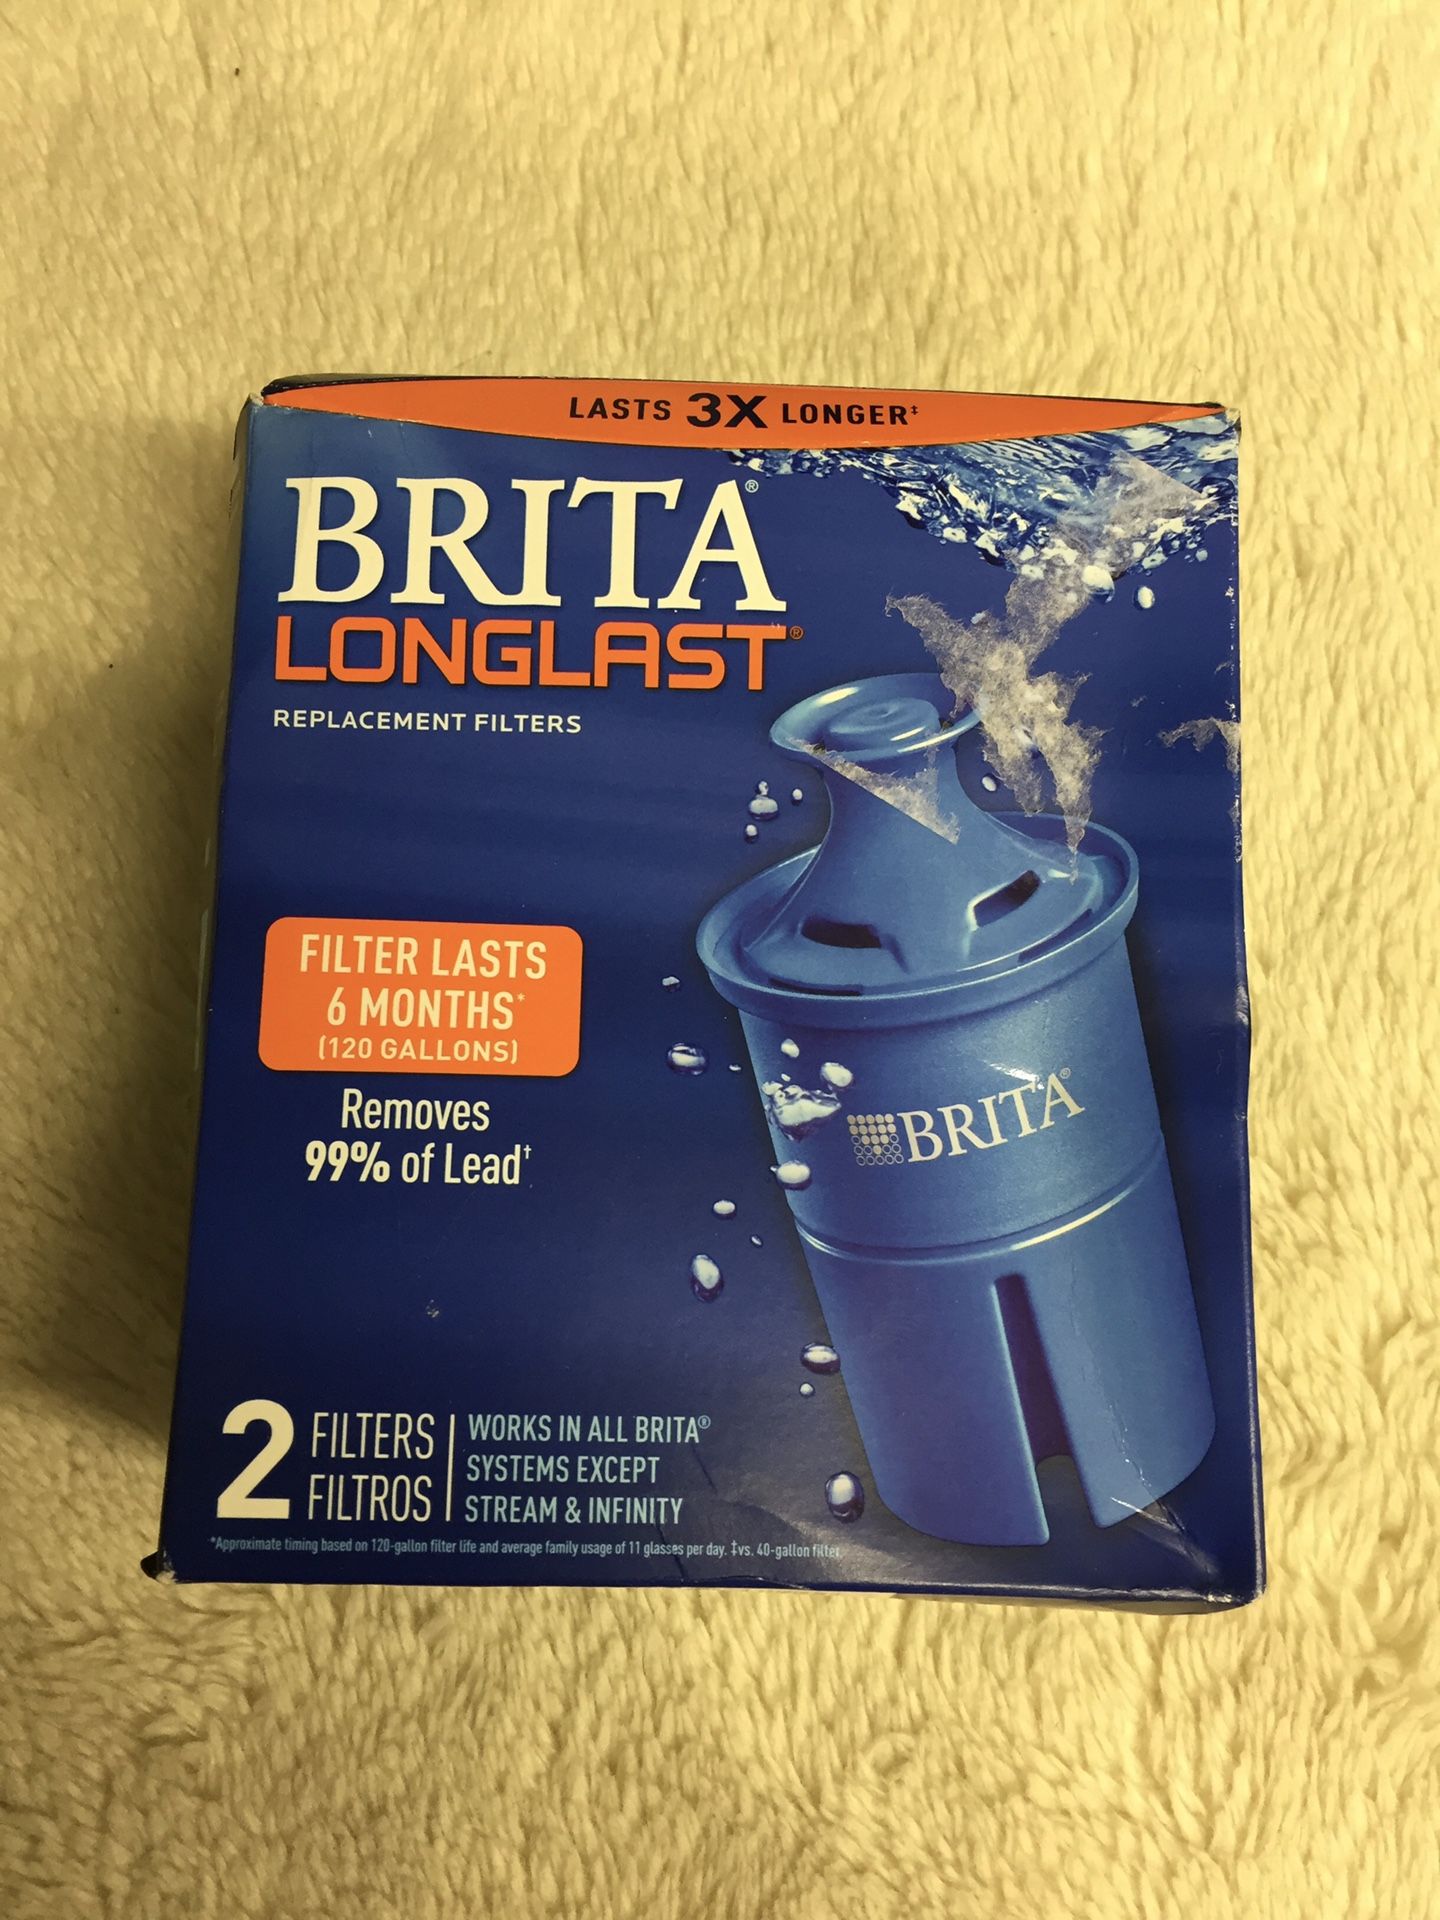 LASTS 3X LONGER‡
BRITA®
LONGLAST®
REPLACEMENT FILTERS
FILTER LASTS
6 MONTHS*
(120 GALLONS)
Removes
99% of Lead†
BRITA®
2 FILTERS
FILTROS
WORKS IN ALL BRITA®
SYSTEMS EXCEPT
STREAM & INFINITY
*Approximate timing based on 120-gallon filter life and average family usage of 11 glasses per day. ‡vs. 40-gallon filter.